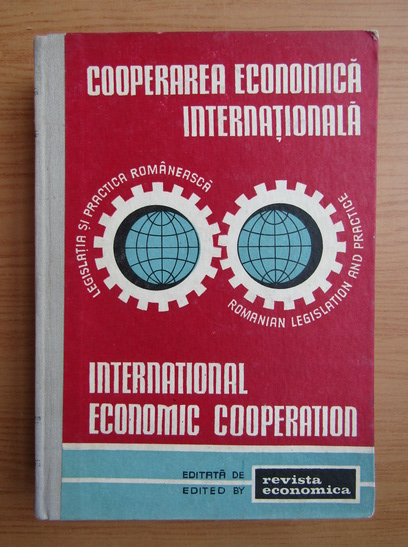 COOPERAREA ECONOMICĂ
INTERNAȚIONALĂ
LEGISLAȚIA ȘI PRACTICA ROMÂNEASCĂ
ROMANIAN LEGISLATION AND PRACTICE
INTERNATIONAL
ECONOMIC COOPERATION
EDITATĂ DE
EDITED BY
revista
economica